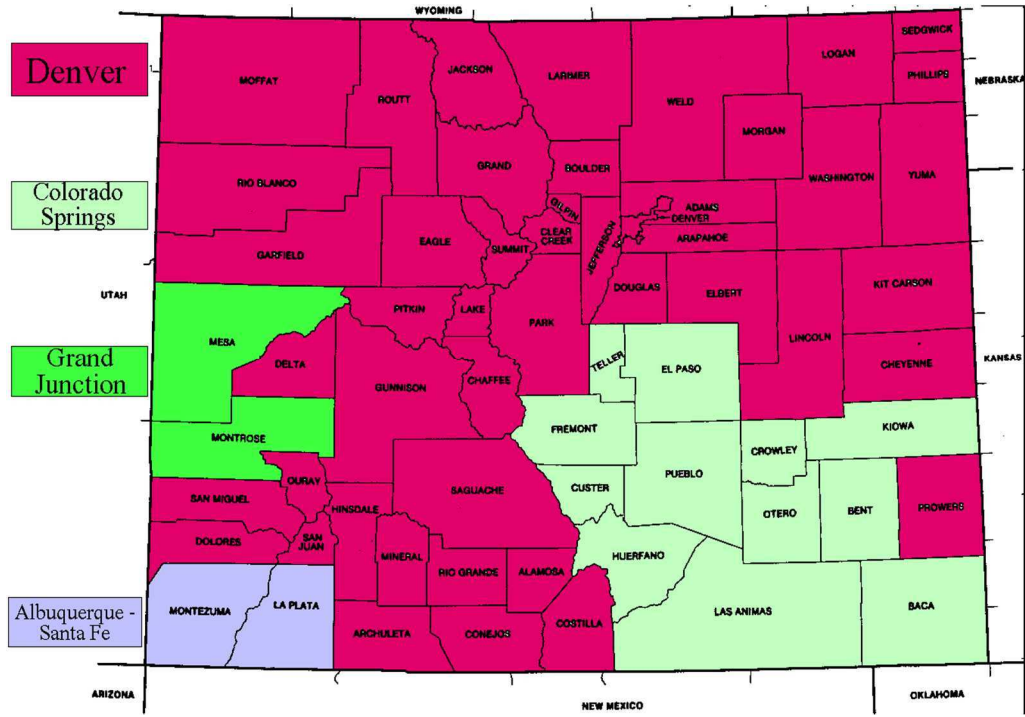 WYOMING
Denver
MOFFAT
ROUTT
JACKSON
LARIMER
WELD
LOGAN
SEDGWICK
PHILLIPS
NEBRASKA
MORGAN
GRAND
BOULDER
RIO BLANCO
WASHINGTON
YUMA
Colorado
Springs
GILPIN
ADAMS
DENVER
CLEAR
CREEK
JEFFERSON
ARAPAHOE
EAGLE
SUMMIT
GARFIELD
UTAH
PITKIN
LAKE
PARK
DOUGLAS
ELBERT
KIT CARSON
LINCOLN
MESA
Grand
Junction
DELTA
GUNNISON
CHAFFEE
TELLER
EL PASO
CHEYENNE
KANSAS
MONTROSE
FREMONT
KIOWA
CROWLEY
PUEBLO
OURAY
SAGUACHE
CUSTER
SAN MIGUEL
HINSDALE
OTERO
BENT
PROWERS
DOLORES
SAN
JUAN
MINERAL
RIO GRANDE
ALAMOSA
HUERFANO
Albuquerque -
Santa Fe
MONTEZUMA
LA PLATA
ARCHULETA
CONEJOS
COSTILLA
LAS ANIMAS
BACA
ARIZONA
NEW MEXICO
OKLAHOMA